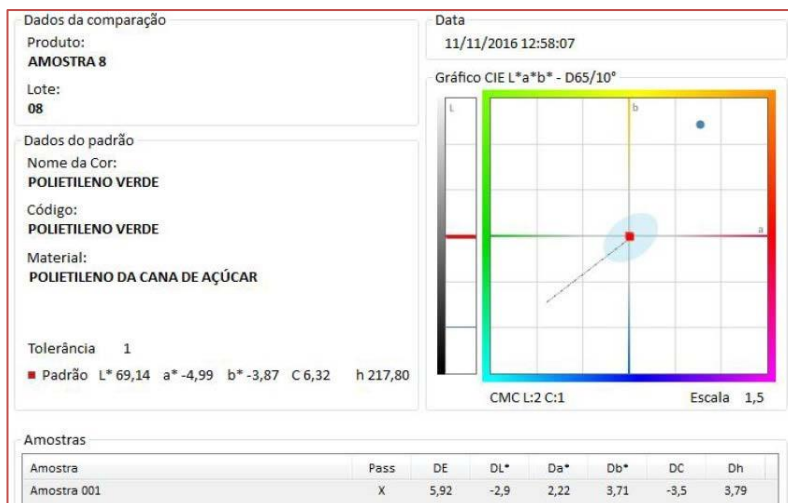 Dados da comparação
Produto:
AMOSTRA 8
Lote:
08
Data
11/11/2016 12:58:07
Dados do padrão
Nome da Cor:
POLIETILENO VERDE
Código:
POLIETILENO VERDE
Material:
POLIETILENO DA CANA DE AÇÚCAR
Tolerância 1
Padrão L* 69,14 a* -4,99 b* -3,87 C 6,32 h 217,80
Gráfico CIE L*a*b* - D65/10°
L
b
a
CMC L:2 C:1 Escala 1,5
Amostras
Amostra Pass DE DL* Da* Db* DC Dh
Amostra 001 X 5,92 -2,9 2,22 3,71 -3,5 3,79